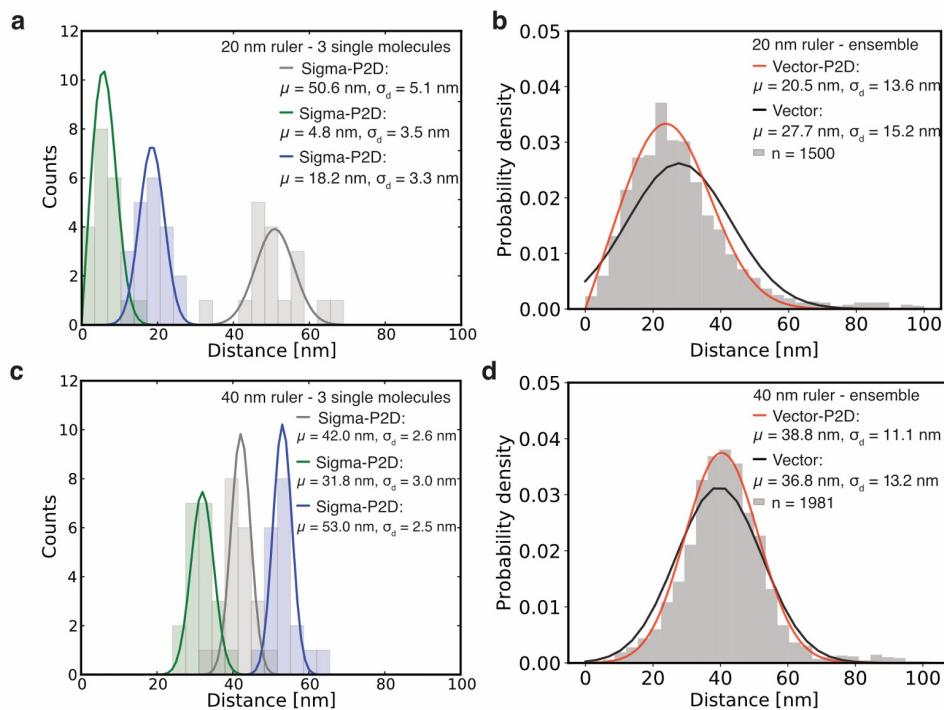 a
20 nm ruler - 3 single molecules
Sigma-P2D:
μ = 50.6 nm, σd = 5.1 nm
Sigma-P2D:
μ = 4.8 nm, σd = 3.5 nm
Sigma-P2D:
μ = 18.2 nm, σd = 3.3 nm
Counts
12
10
8
6
4
2
0
0 20 40 60 80 100
Distance [nm]
b
20 nm ruler - ensemble
Vector-P2D:
μ = 20.5 nm, σd = 13.6 nm
Vector:
μ = 27.7 nm, σd = 15.2 nm
n = 1500
Probability density
0.05
0.04
0.03
0.02
0.01
0.00
0 20 40 60 80 100
Distance [nm]
c
40 nm ruler - 3 single molecules
Sigma-P2D:
μ = 42.0 nm, σd = 2.6 nm
Sigma-P2D:
μ = 31.8 nm, σd = 3.0 nm
Sigma-P2D:
μ = 53.0 nm, σd = 2.5 nm
Counts
12
10
8
6
4
2
0
0 20 40 60 80 100
Distance [nm]
d
40 nm ruler - ensemble
Vector-P2D:
μ = 38.8 nm, σd = 11.1 nm
Vector:
μ = 36.8 nm, σd = 13.2 nm
n = 1981
Probability density
0.05
0.04
0.03
0.02
0.01
0.00
0 20 40 60 80 100
Distance [nm]